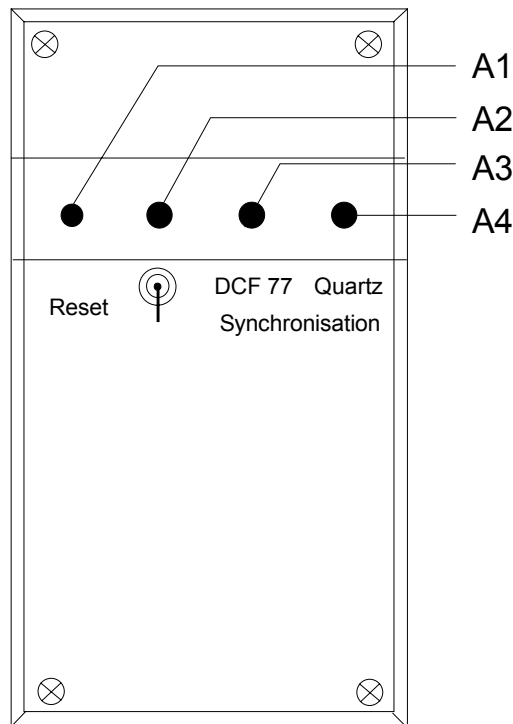 A1
A2
A3
A4
Reset
DCF 77 Quartz
Synchronisation